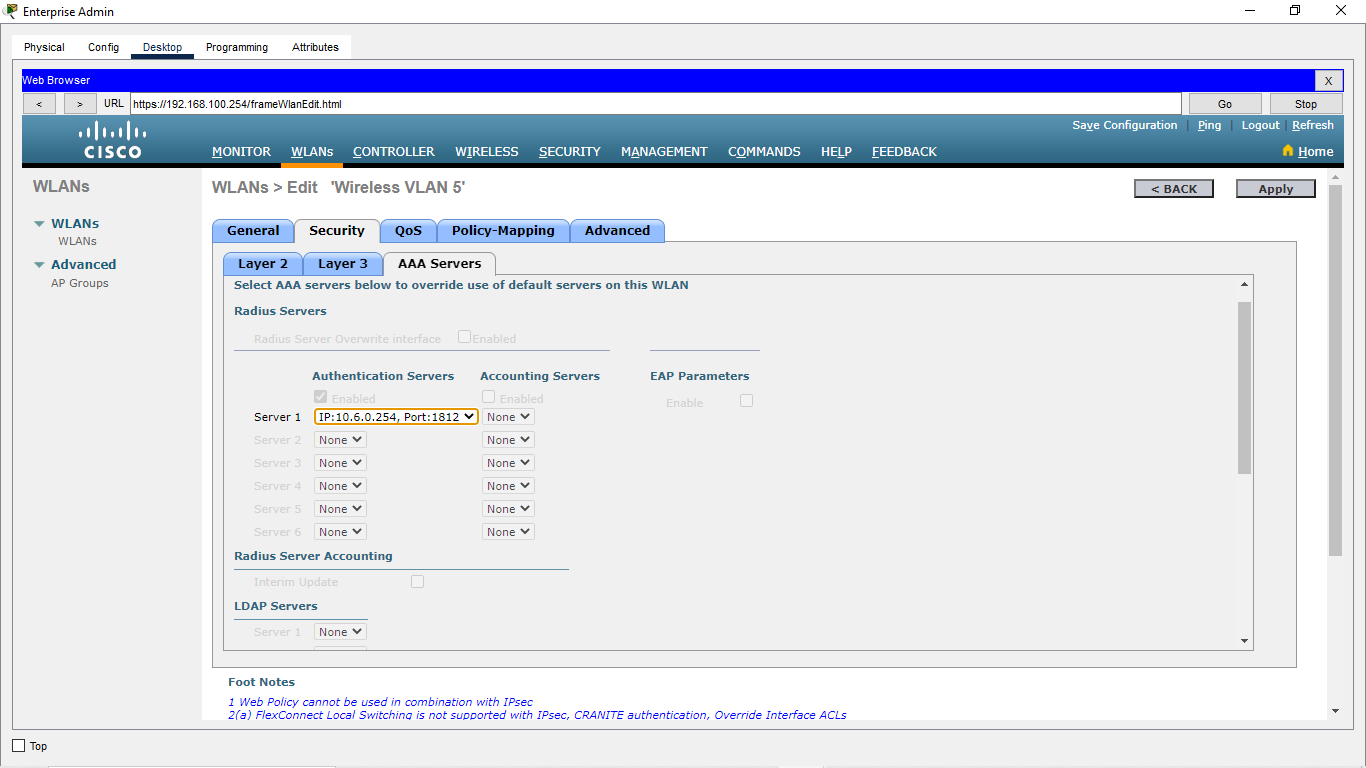 Enterprise Admin
Physical Config Desktop Programming Attributes
Web Browser X
< > URL https://192.168.100.254/frameWlanEdit.html Go Stop
Save Configuration Ping Logout Refresh
CISCO MONITOR WLANs CONTROLLER WIRELESS SECURITY MANAGEMENT COMMANDS HELP FEEDBACK Home
WLANs
WLANs
WLANs
Advanced
AP Groups
WLANs > Edit 'Wireless VLAN 5' < BACK Apply
General Security QoS Policy-Mapping Advanced
Layer 2 Layer 3 AAA Servers
Select AAA servers below to override use of default servers on this WLAN
Radius Servers
Radius Server Overwrite interface Enabled
Authentication Servers Accounting Servers EAP Parameters
Enabled Enabled Enable
Server 1 IP:10.6.0.254, Port:1812 None
Server 2 None None
Server 3 None None
Server 4 None None
Server 5 None None
Server 6 None None
Radius Server Accounting
Interim Update
LDAP Servers
Server 1 None
Foot Notes
1 Web Policy cannot be used in combination with IPsec
2(a) FlexConnect Local Switching is not supported with IPsec, CRANITE authentication, Override Interface ACLs
Top